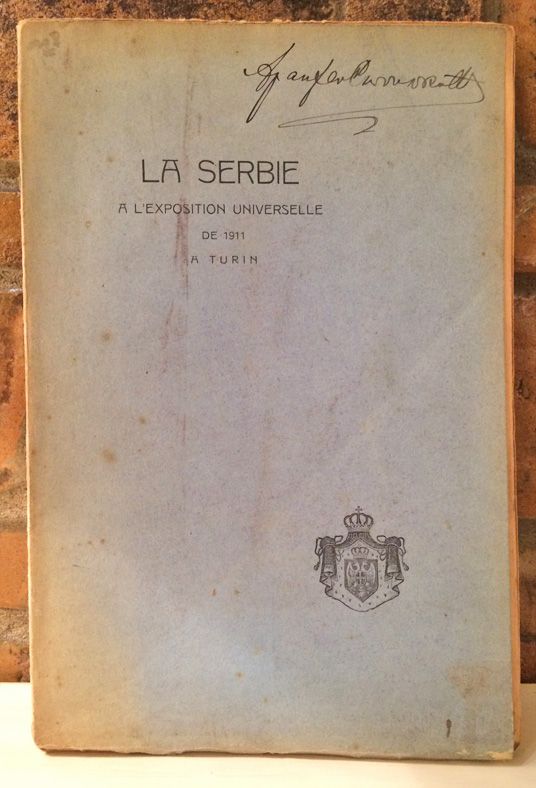 LA SERBIE
A L'EXPOSITION UNIVERSELLE
DE 1911
A TURIN